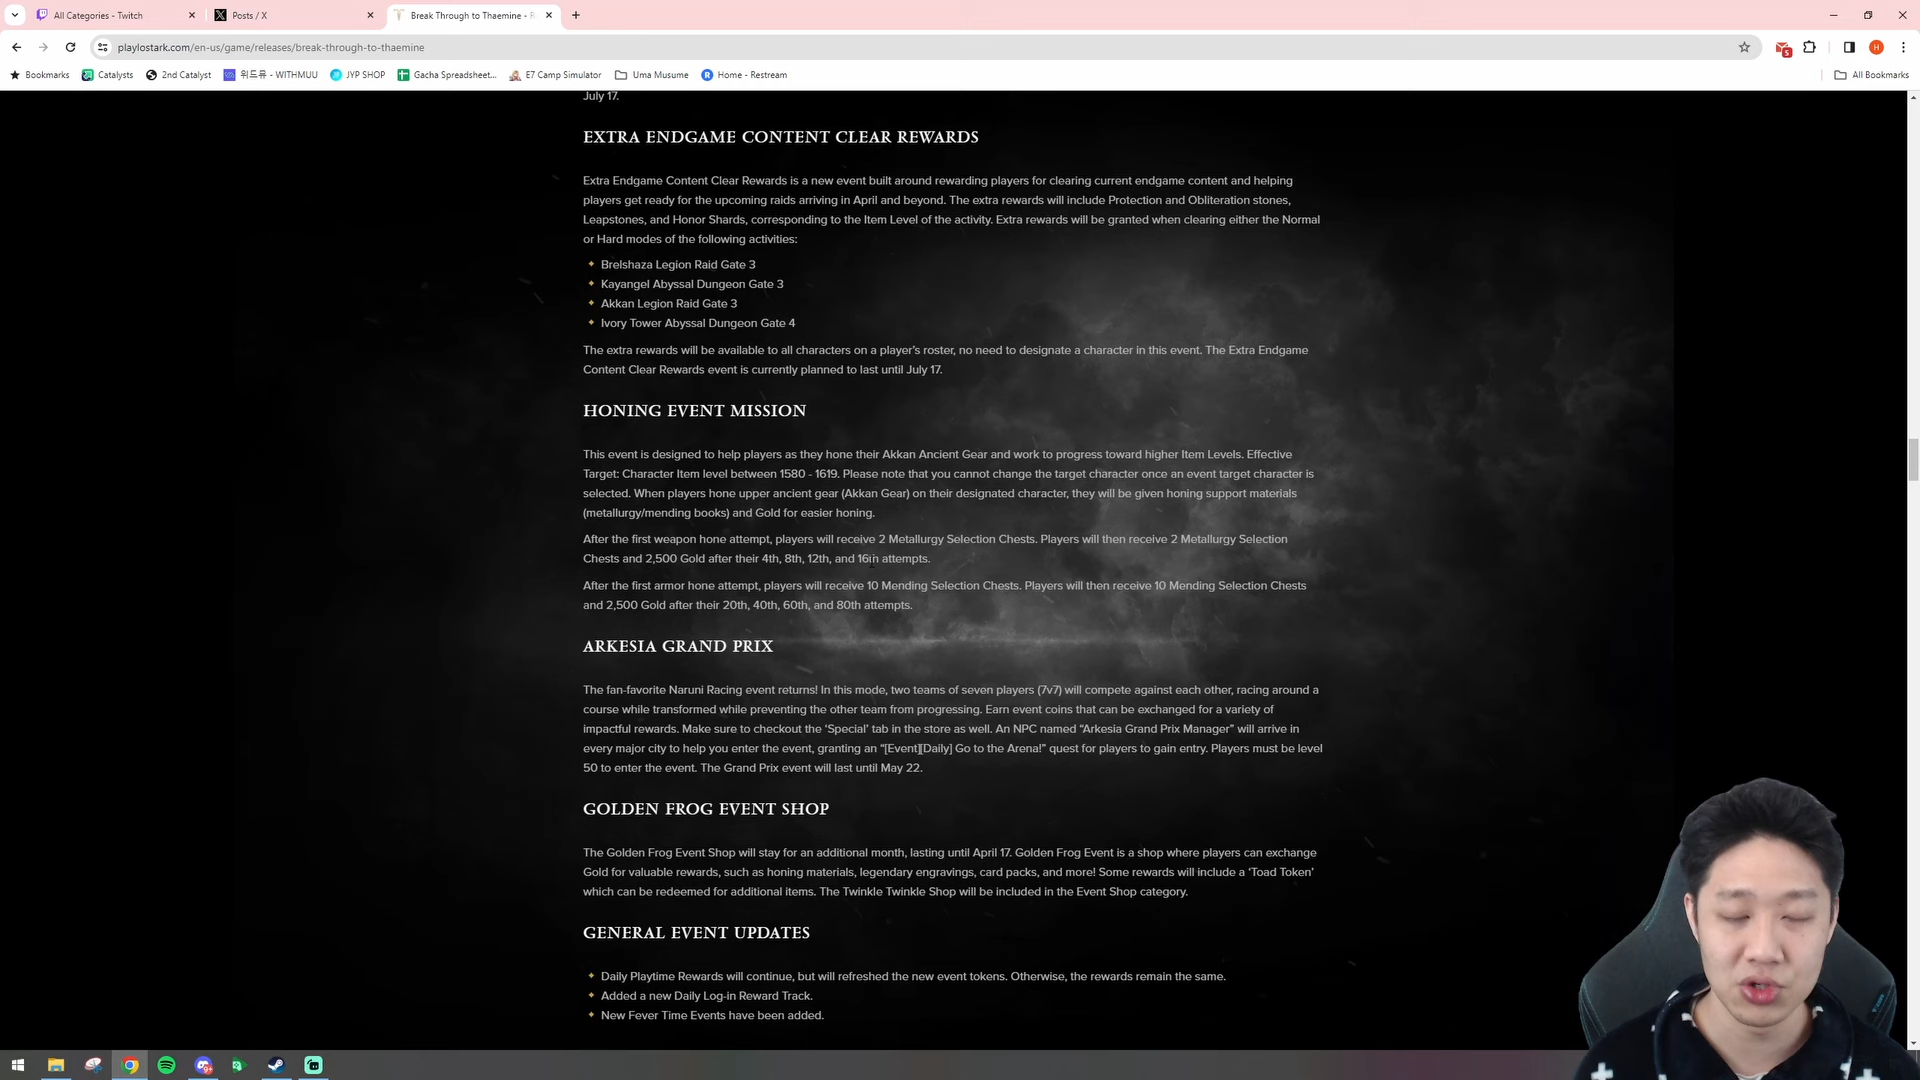 All Categories - Twitch
Posts / X
Break Through to Thaemine - R
playlostark.com/en-us/game/releases/break-through-to-thaemine
Bookmarks
Catalysts
2nd Catalyst
위드뮤 - WITHMUU
JYP SHOP
Gacha Spreadsheet...
E7 Camp Simulator
Uma Musume
Home - Restream
All Bookmarks
July 17.
EXTRA ENDGAME CONTENT CLEAR REWARDS
Extra Endgame Content Clear Rewards is a new event built around rewarding players for clearing current endgame content and helping
players get ready for the upcoming raids arriving in April and beyond. The extra rewards will include Protection and Obliteration stones,
Leapstones, and Honor Shards, corresponding to the Item Level of the activity. Extra rewards will be granted when clearing either the Normal
or Hard modes of the following activities:
Brelshaza Legion Raid Gate 3
Kayangel Abyssal Dungeon Gate 3
Akkan Legion Raid Gate 3
Ivory Tower Abyssal Dungeon Gate 4
The extra rewards will be available to all characters on a player's roster, no need to designate a character in this event. The Extra Endgame
Content Clear Rewards event is currently planned to last until July 17.
HONING EVENT MISSION
This event is designed to help players as they hone their Akkan Ancient Gear and work to progress toward higher Item Levels. Effective
Target: Character Item level between 1580 - 1619. Please note that you cannot change the target character once an event target character is
selected. When players hone upper ancient gear (Akkan Gear) on their designated character, they will be given honing support materials
(metallurgy/mending books) and Gold for easier honing.
After the first weapon hone attempt, players will receive 2 Metallurgy Selection Chests. Players will then receive 2 Metallurgy Selection
Chests and 2,500 Gold after their 4th, 8th, 12th, and 16th attempts.
After the first armor hone attempt, players will receive 10 Mending Selection Chests. Players will then receive 10 Mending Selection Chests
and 2,500 Gold after their 20th, 40th, 60th, and 80th attempts.
ARKESIA GRAND PRIX
The fan-favorite Naruni Racing event returns! In this mode, two teams of seven players (7v7) will compete against each other, racing around a
course while transformed while preventing the other team from progressing. Earn event coins that can be exchanged for a variety of
impactful rewards. Make sure to checkout the 'Special' tab in the store as well. An NPC named "Arkesia Grand Prix Manager" will arrive in
every major city to help you enter the event, granting an "[Event][Daily] Go to the Arena!" quest for players to gain entry. Players must be level
50 to enter the event. The Grand Prix event will last until May 22.
GOLDEN FROG EVENT SHOP
The Golden Frog Event Shop will stay for an additional month, lasting until April 17. Golden Frog Event is a shop where players can exchange
Gold for valuable rewards, such as honing materials, legendary engravings, card packs, and more! Some rewards will include a 'Toad Token'
which can be redeemed for additional items. The Twinkle Twinkle Shop will be included in the Event Shop category.
GENERAL EVENT UPDATES
Daily Playtime Rewards will continue, but will refreshed the new event tokens. Otherwise, the rewards remain the same.
Added a new Daily Log-in Reward Track.
New Fever Time Events have been added.